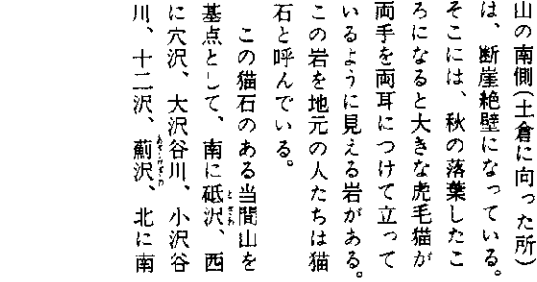 山の南側(土倉に向った所)
は、断崖絶壁になっている。
そこには、秋の落葉したこ
ろになると大きな虎毛猫が
両手を両耳につけて立って
いるように見える岩がある。
この岩を地元の人たちは猫
石と呼んでいる。
この猫石のある当間山を
基点として、南に砥沢、西
に穴沢、大沢谷川、小沢谷
川、十二沢、薊沢、北に南